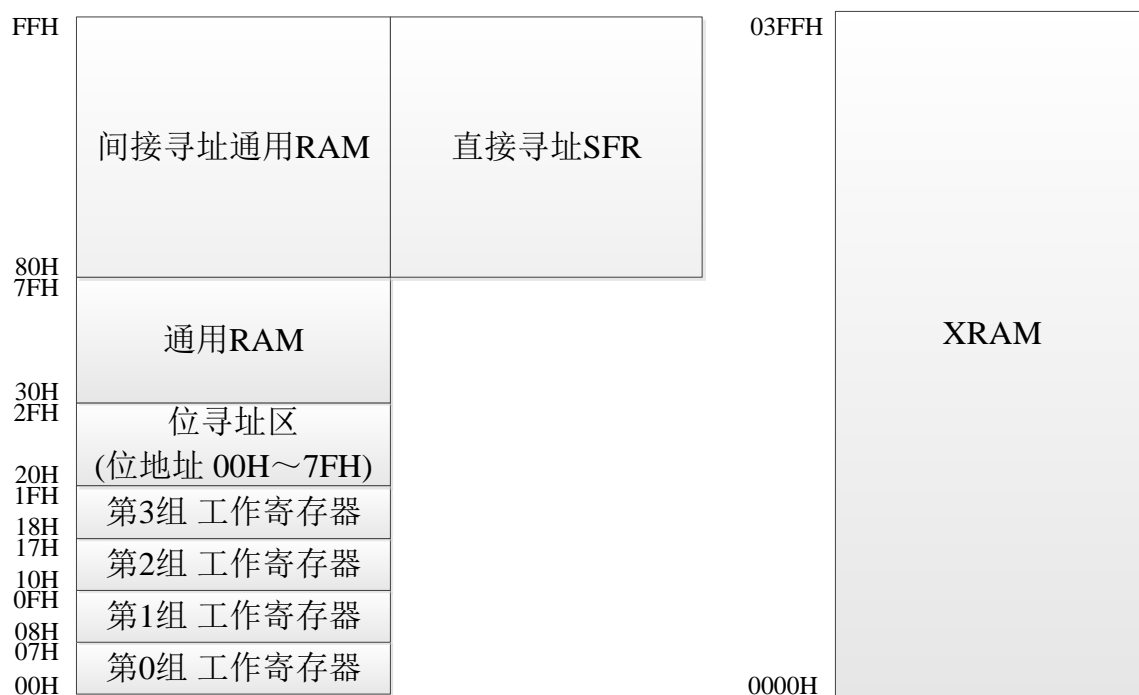 FFH
03FFH
间接寻址通用RAM
直接寻址SFR
80H
7FH
通用RAM
XRAM
30H
2FH
位寻址区
(位地址 00H～7FH)
20H
1FH
第3组 工作寄存器
18H
17H
第2组 工作寄存器
10H
0FH
第1组 工作寄存器
08H
07H
第0组 工作寄存器
00H
0000H